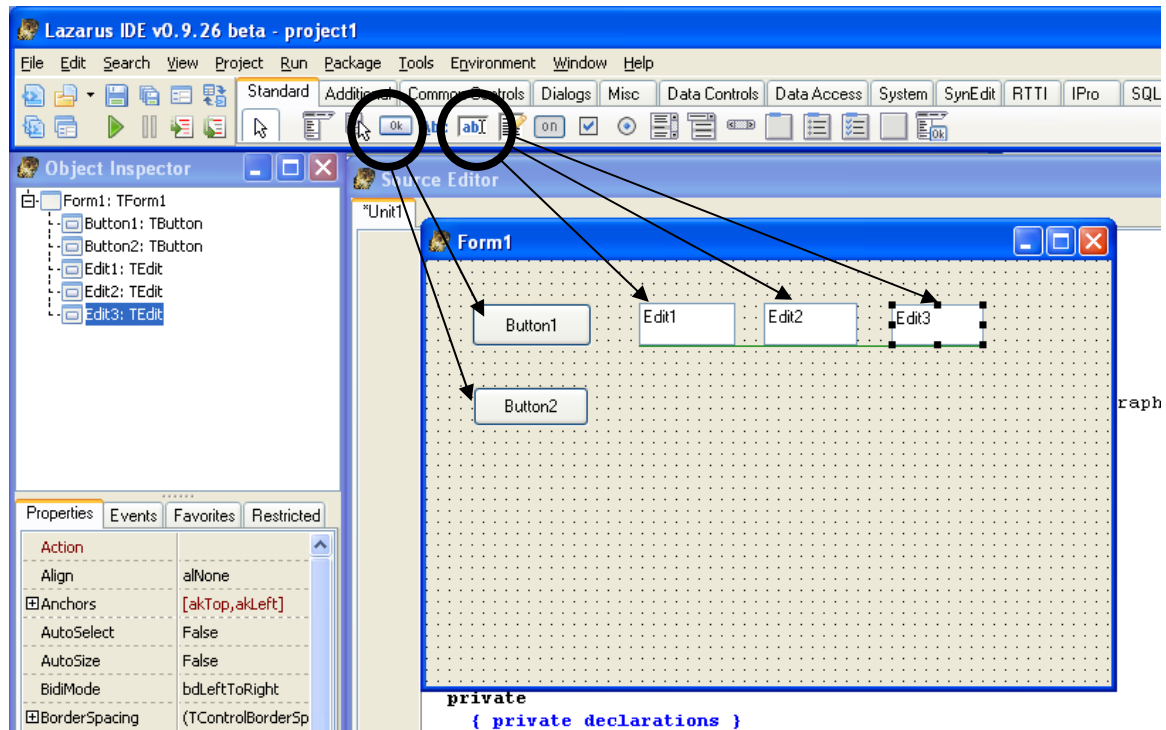 Lazarus IDE v0.9.26 beta - project1
File Edit Search View Project Run Package Tools Environment Window Help
Standard Additional Common Controls Dialogs Misc Data Controls Data Access System SynEdit RTTI IPro SQL
Ok Abc abI on Ok
Object Inspector
Source Editor
Form1: TForm1
Button1: TButton
Button2: TButton
Edit1: TEdit
Edit2: TEdit
Edit3: TEdit
*Unit1
Form1
Button1 Edit1 Edit2 Edit3
Button2
raph
Properties Events Favorites Restricted
Action
Align alNone
Anchors [akTop,akLeft]
AutoSelect False
AutoSize False
BidiMode bdLeftToRight
BorderSpacing (TControlBorderSp
private
{ private declarations }